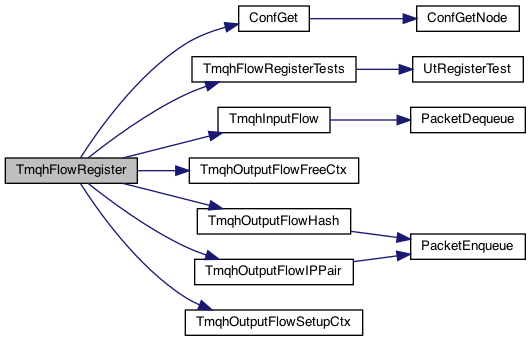 ConfGet
ConfGetNode
TmqhFlowRegisterTests
UtRegisterTest
TmqhInputFlow
PacketDequeue
TmqhFlowRegister
TmqhOutputFlowFreeCtx
TmqhOutputFlowHash
PacketEnqueue
TmqhOutputFlowIPPair
TmqhOutputFlowSetupCtx